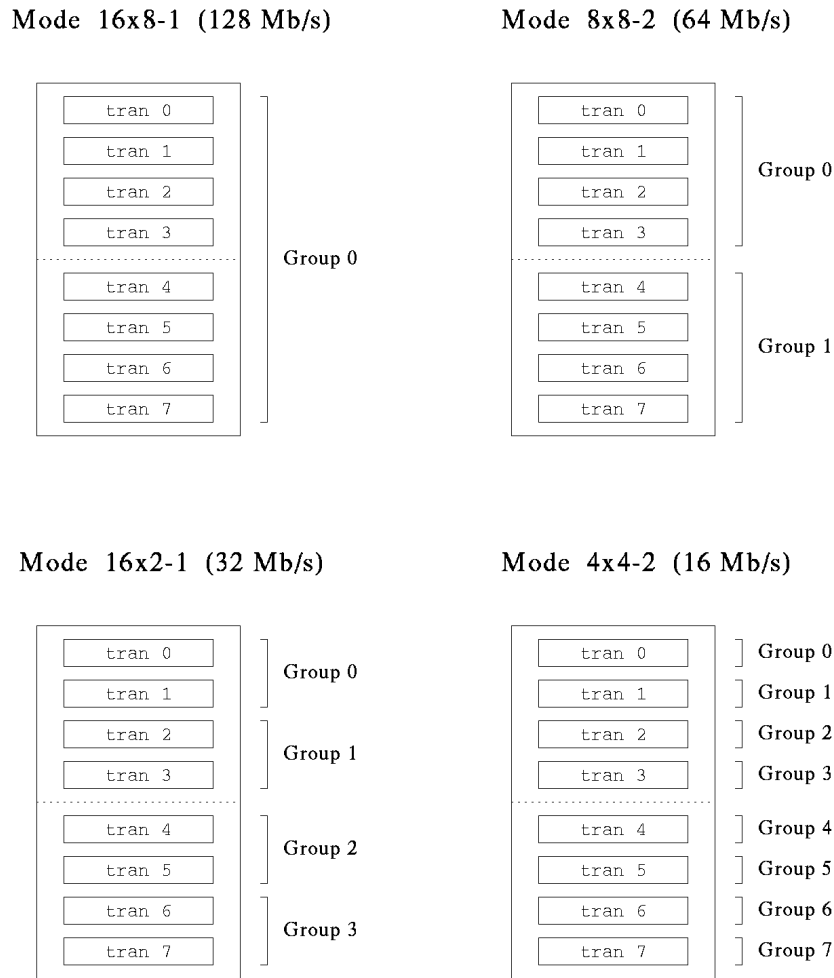 Mode 16x8-1 (128 Mb/s)
tran 0
tran 1
tran 2
tran 3
tran 4
tran 5
tran 6
tran 7
Group 0
Mode 8x8-2 (64 Mb/s)
tran 0
tran 1
tran 2
tran 3
tran 4
tran 5
tran 6
tran 7
Group 0
Group 1
Mode 16x2-1 (32 Mb/s)
tran 0
tran 1
tran 2
tran 3
tran 4
tran 5
tran 6
tran 7
Group 0
Group 1
Group 2
Group 3
Mode 4x4-2 (16 Mb/s)
tran 0
tran 1
tran 2
tran 3
tran 4
tran 5
tran 6
tran 7
Group 0
Group 1
Group 2
Group 3
Group 4
Group 5
Group 6
Group 7